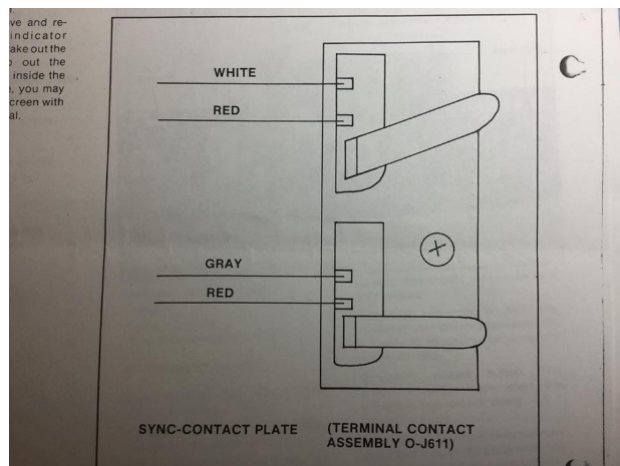 ve and re-
indicator
ake out the
out the
inside the
, you may
creen with
al.
WHITE
RED
GRAY
RED
SYNC-CONTACT PLATE
(TERMINAL CONTACT
ASSEMBLY O-J611)